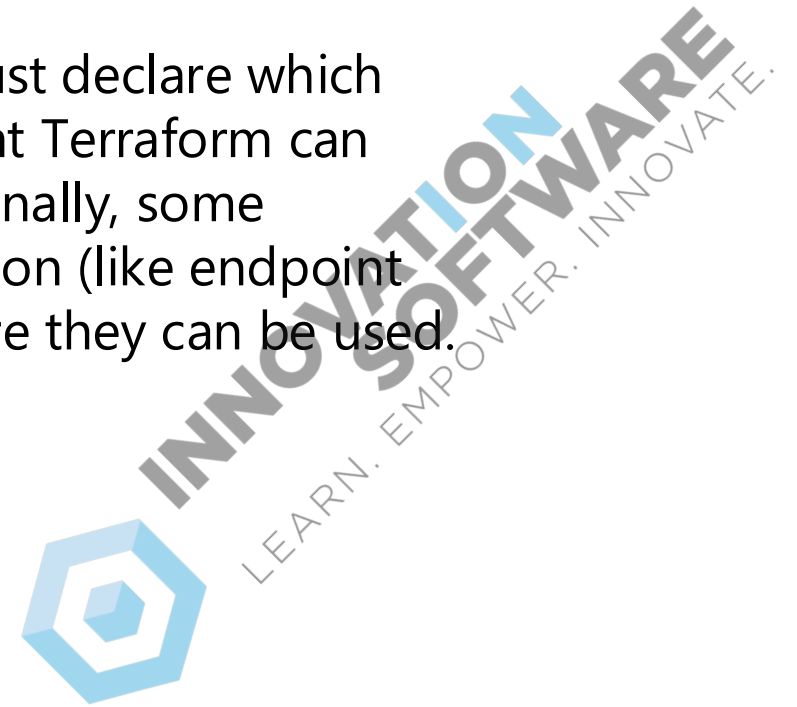 ust declare which
nt Terraform can
nally, some
on (like endpoint
re they can be used.
INNOVATION
SOFTWARE
LEARN. EMPOWER. INNOVATE.